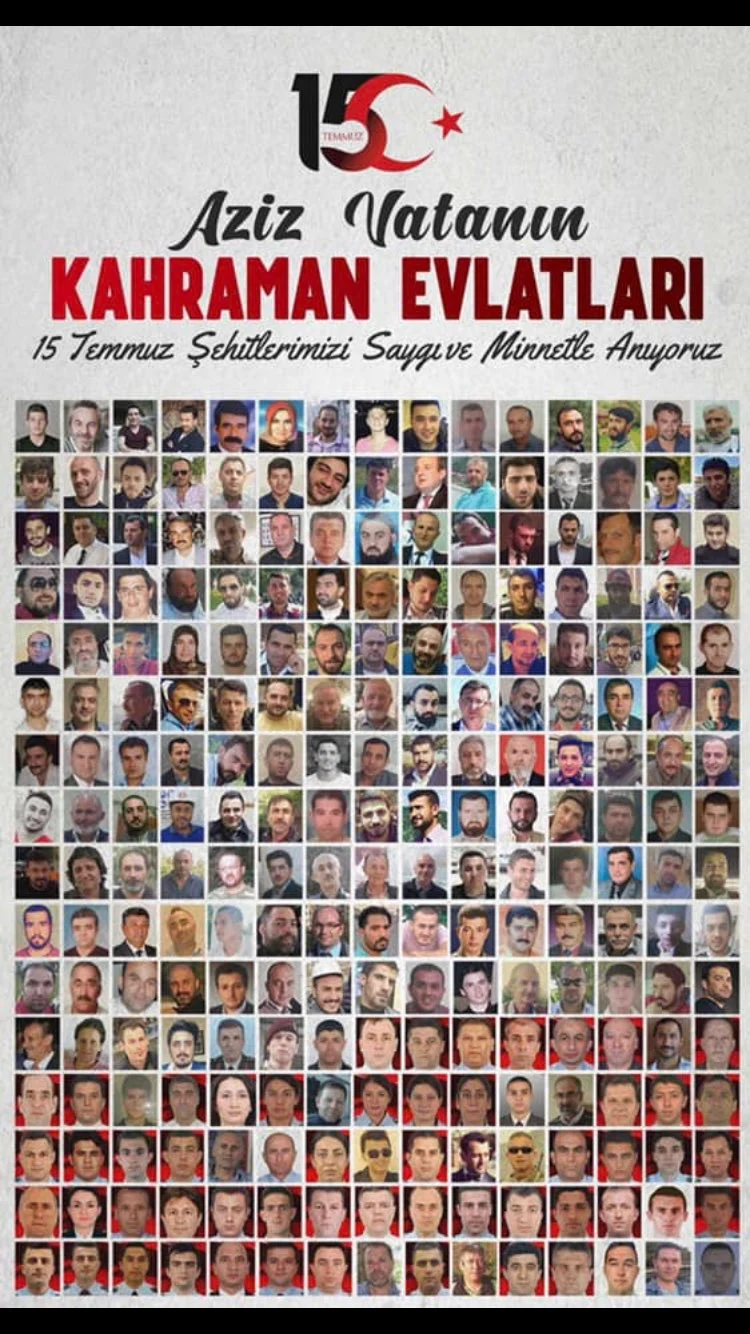 15
TEMMUZ
Aziz Vatanın
KAHRAMAN EVLATLARI
15 Temmuz Şehitlerimizi Saygı ve Minnetle Anıyoruz